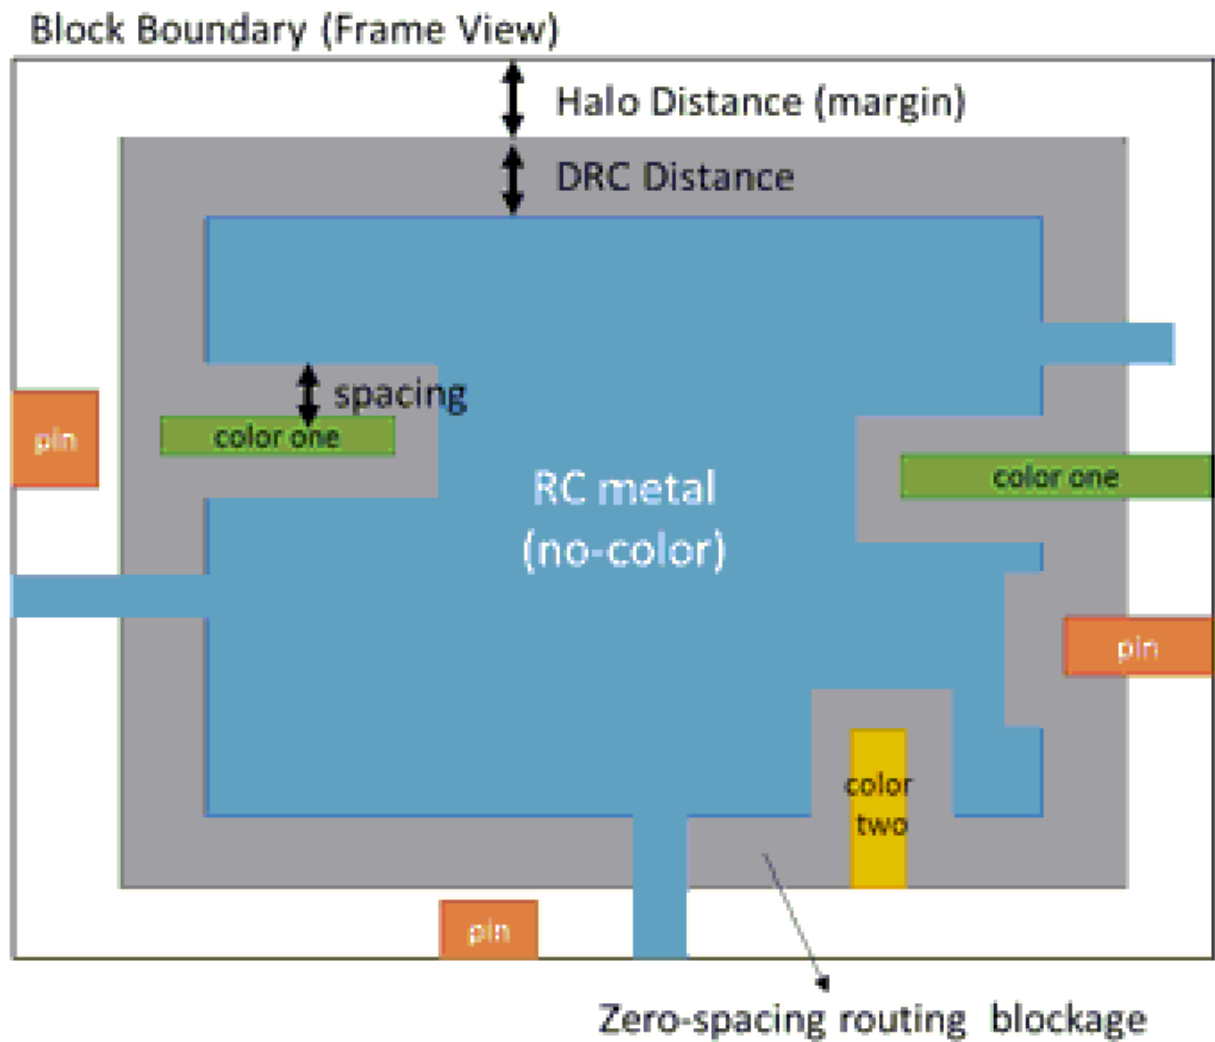 Block Boundary (Frame View)
Halo Distance (margin)
DRC Distance
spacing
pin
color one
RC metal
(no-color)
color one
pin
color
two
pin
Zero-spacing routing blockage